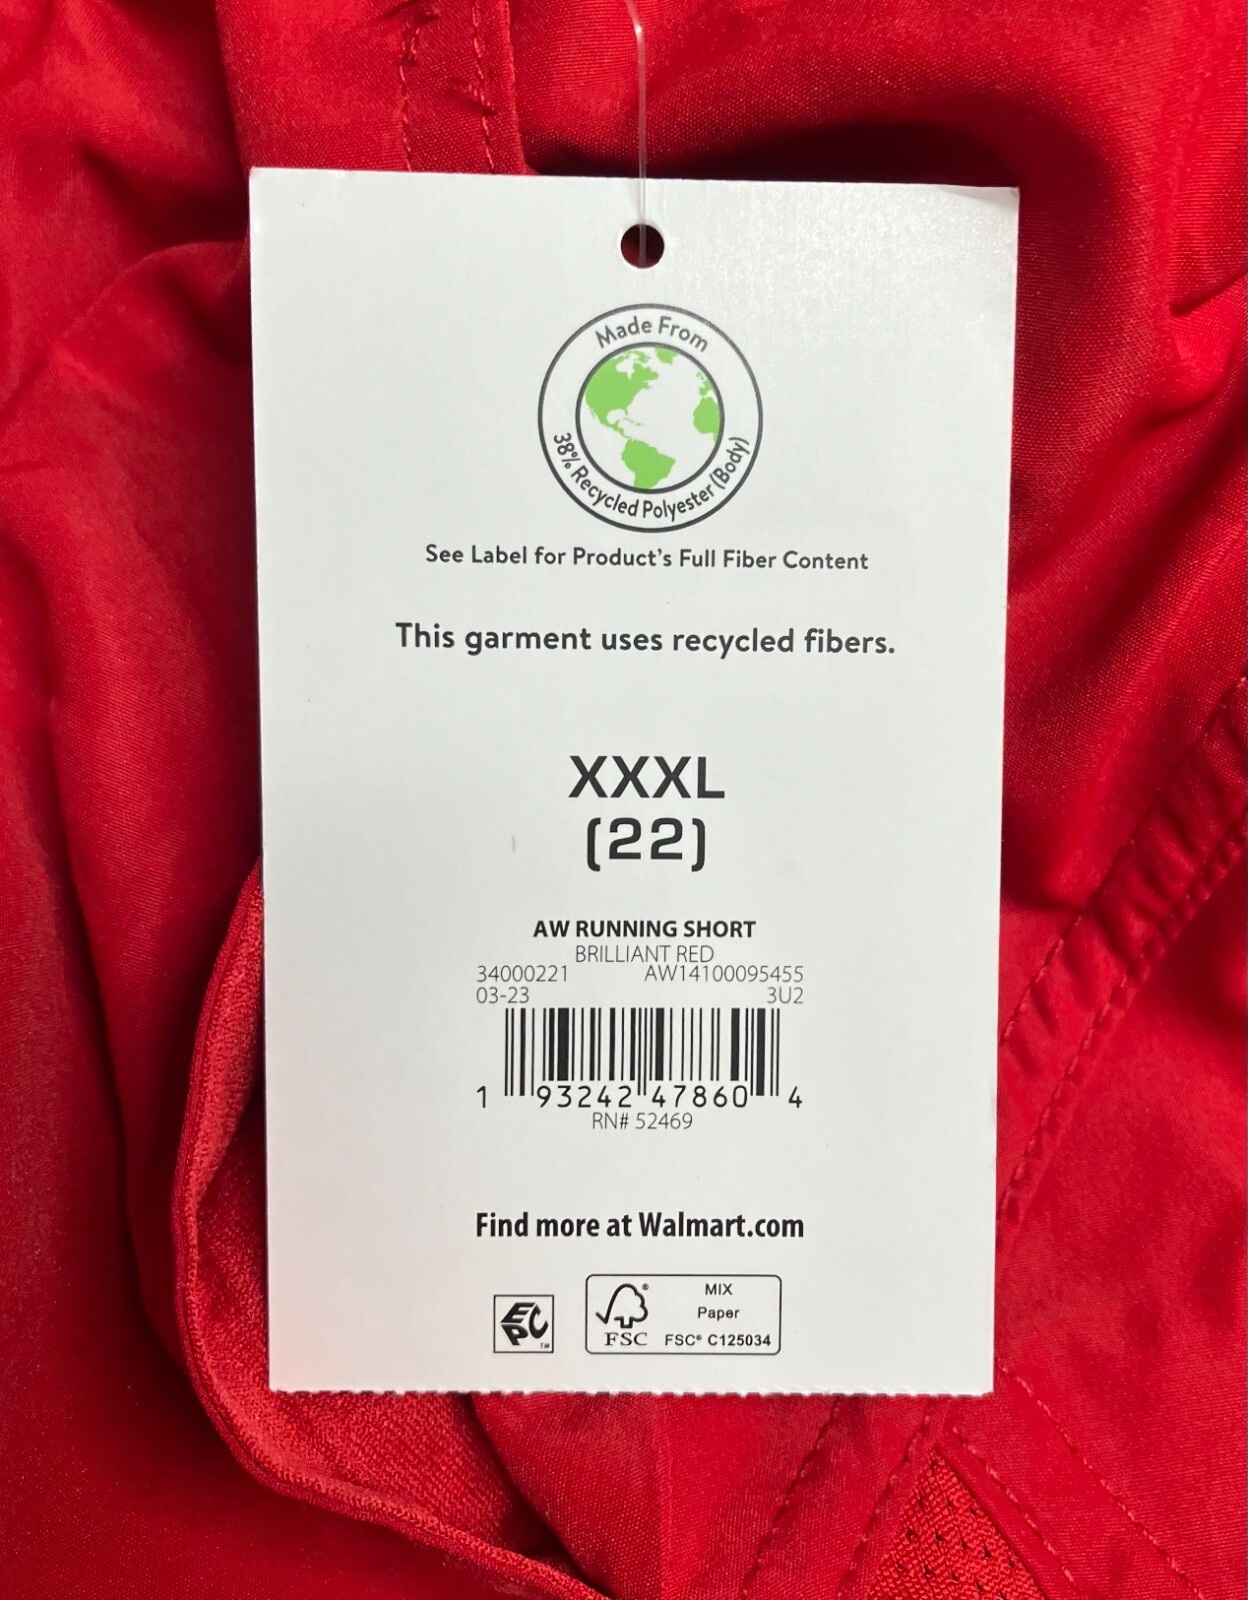 Made From
38% Recycled Polyester (Body)
See Label for Product's Full Fiber Content
This garment uses recycled fibers.
XXXL
(22)
AW RUNNING SHORT
BRILLIANT RED
34000221 AW14100095455
03-23 3U2
1 93242 47860 4
RN# 52469
Find more at Walmart.com
EPC™
MIX
Paper
FSC® C125034
FSC